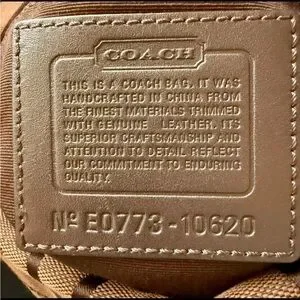 COACH
THIS IS A COACH BAG. IT WAS
HANDCRAFTED IN CHINA FROM
THE FINEST MATERIALS TRIMMED
WITH GENUINE LEATHER. ITS
SUPERIOR CRAFTSMANSHIP AND
ATTENTION TO DETAIL REFLECT
OUR COMMITMENT TO ENDURING
QUALITY.
Nº E0773-10620